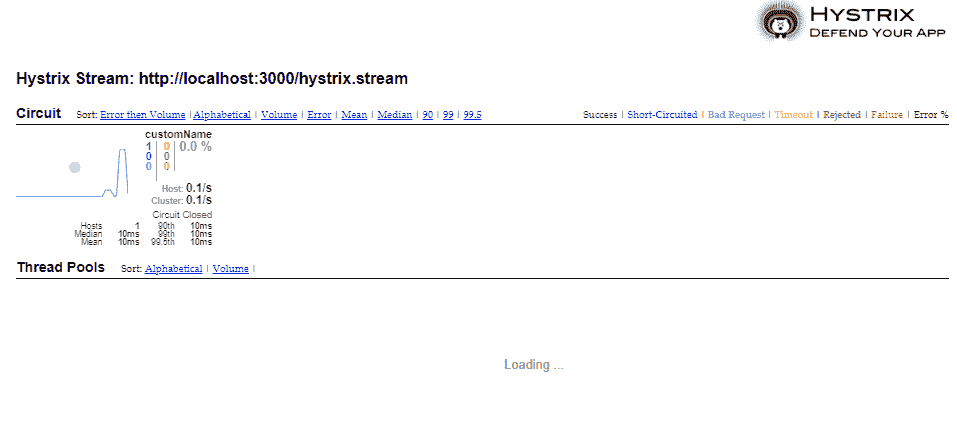 HYSTRIX
DEFEND YOUR APP
Hystrix Stream: http://localhost:3000/hystrix.stream
Circuit Sort: Error then Volume | Alphabetical | Volume | Error | Mean | Median | 90 | 99 | 99.5 Success | Short-Circuited | Bad Request | Timeout | Rejected | Failure | Error %
customName
1 0 0.0 %
0 0
0 0
Host: 0.1/s
Cluster: 0.1/s
Circuit Closed
Hosts 1 90th 10ms
Median 10ms 99th 10ms
Mean 10ms 99.5th 10ms
Thread Pools Sort: Alphabetical | Volume |
Loading ...